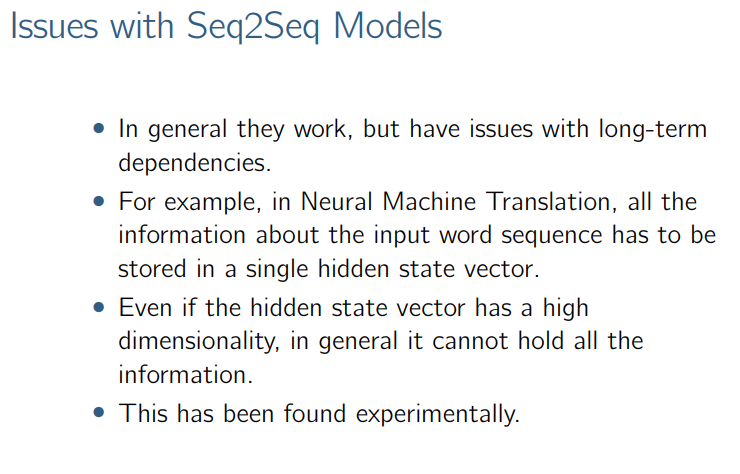 Issues with Seq2Seq Models
• In general they work, but have issues with long-term
dependencies.
• For example, in Neural Machine Translation, all the
information about the input word sequence has to be
stored in a single hidden state vector.
• Even if the hidden state vector has a high
dimensionality, in general it cannot hold all the
information.
• This has been found experimentally.